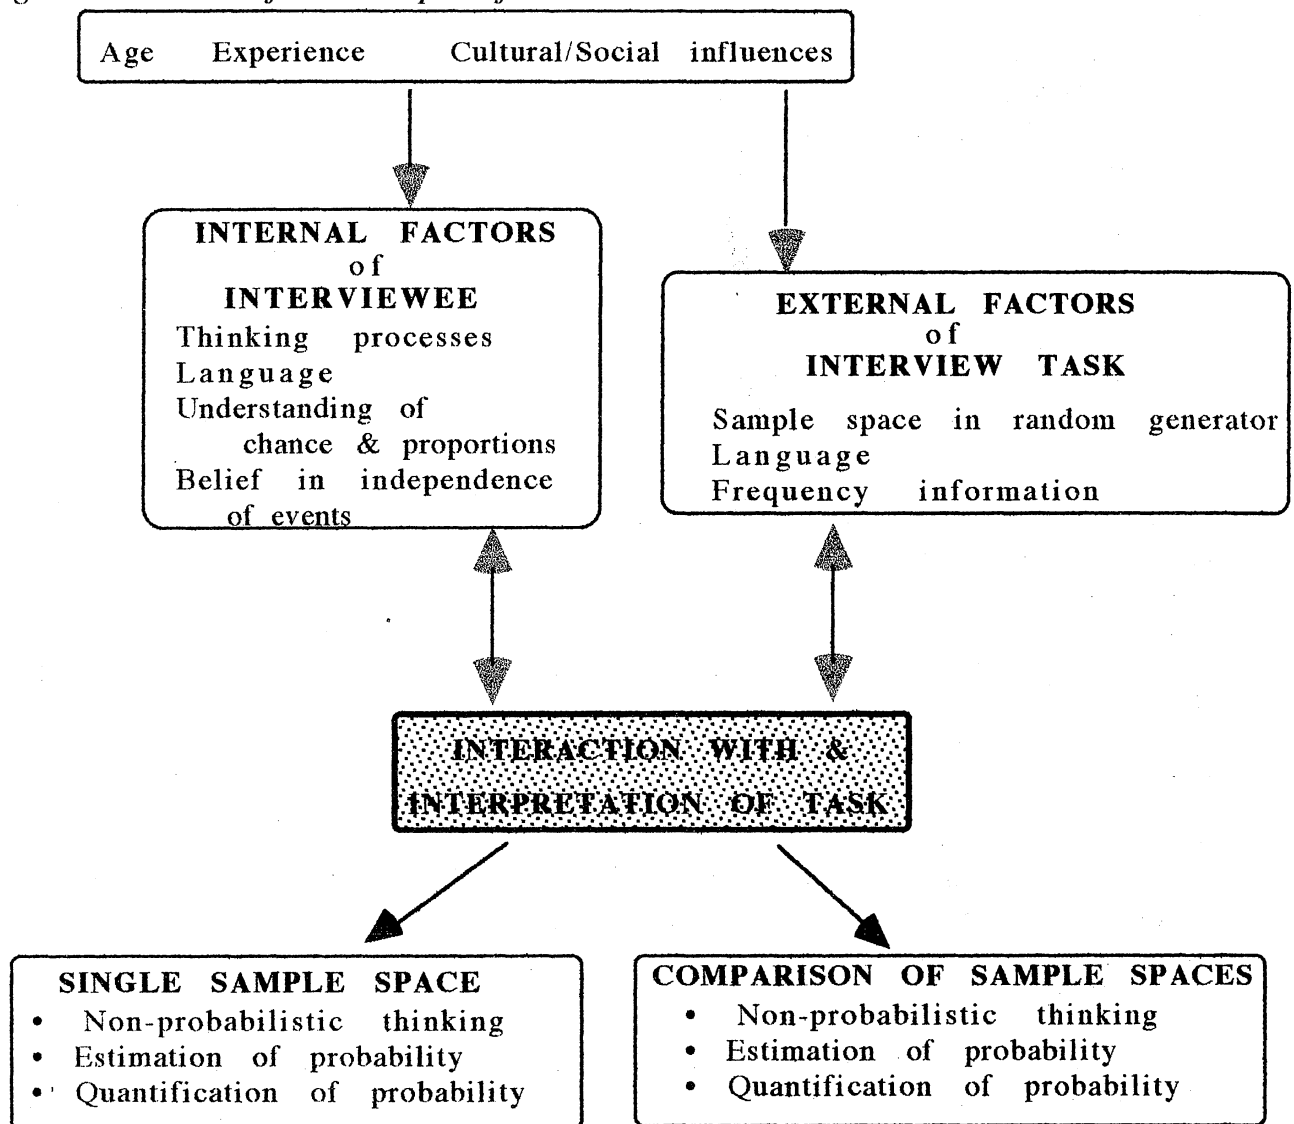 Age Experience Cultural/Social influences
INTERNAL FACTORS
of
INTERVIEWEE
Thinking processes
Language
Understanding of
chance & proportions
Belief in independence
of events
EXTERNAL FACTORS
of
INTERVIEW TASK
Sample space in random generator
Language
Frequency information
INTERACTION WITH &
INTERPRETATION OF TASK
SINGLE SAMPLE SPACE
• Non-probabilistic thinking
• Estimation of probability
• Quantification of probability
COMPARISON OF SAMPLE SPACES
• Non-probabilistic thinking
• Estimation of probability
• Quantification of probability